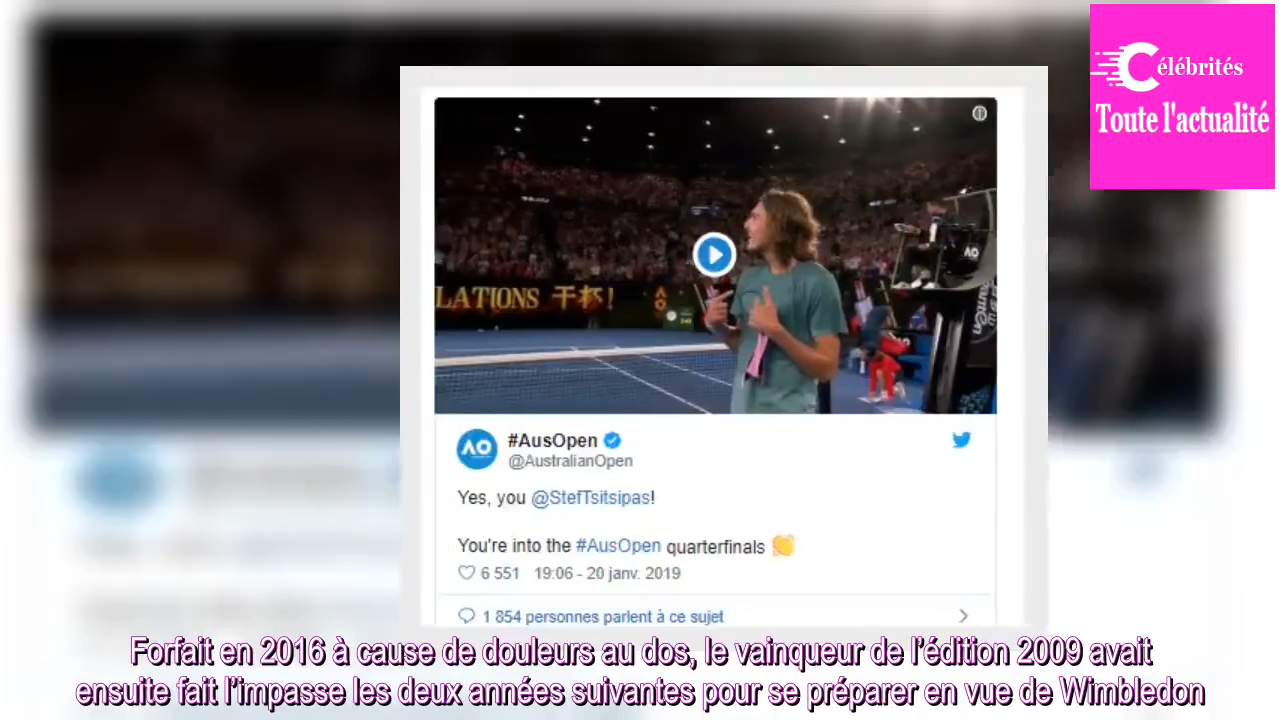 Célébrités
Toute l'actualité
LATIONS 干杯!
AO
AO
#AusOpen
@AustralianOpen
Yes, you @StefTsitsipas!
You're into the #AusOpen quarterfinals 👏
6 551 19:06 - 20 janv. 2019
1 854 personnes parlent à ce sujet
Forfait en 2016 à cause de douleurs au dos, le vainqueur de l’édition 2009 avait
ensuite fait l’impasse les deux années suivantes pour se préparer en vue de Wimbledon